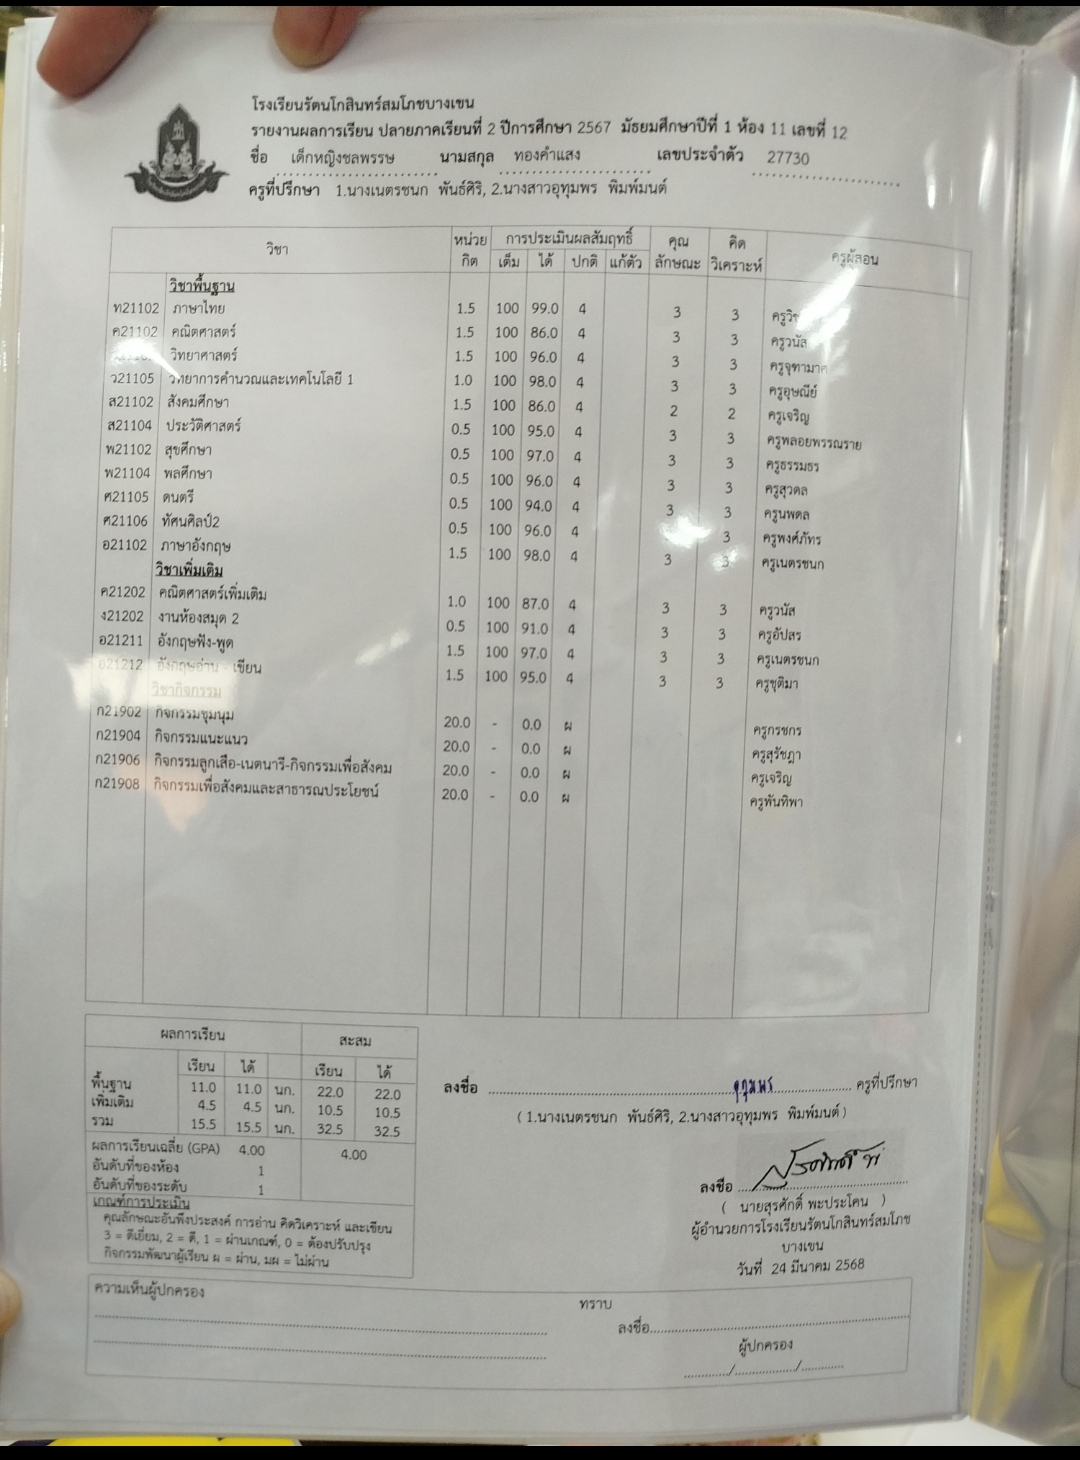 โรงเรียนรัตนโกสินทร์สมโภชบางเขน
รายงานผลการเรียน ปลายภาคเรียนที่ 2 ปีการศึกษา 2567 มัธยมศึกษาปีที่ 1 ห้อง 11 เลขที่ 12
ชื่อ เด็กหญิงชลพรรษ นามสกุล ทองคำแสง เลขประจำตัว 27730
ครูที่ปรึกษา 1.นางเนตรชนก พันธ์ศิริ, 2.นางสาวอุทุมพร พิมพ์มนต์
วิชา หน่วยกิต การประเมินผลสัมฤทธิ์ คุณลักษณะ คิดวิเคราะห์ ครูผู้สอน
เต็ม ได้ ปกติ แก้ตัว
วิชาพื้นฐาน
ท21102 ภาษาไทย 1.5 100 99.0 4 3 3
ค21102 คณิตศาสตร์ 1.5 100 86.0 4 3 3 ครูวนัส
วิทยาศาสตร์ 1.5 100 96.0 4 3 3 ครูจุฑามาศ
ว21105 วิทยาการคำนวณและเทคโนโลยี 1 1.0 100 98.0 4 3 3 ครูอุษณีย์
ส21102 สังคมศึกษา 1.5 100 86.0 4 2 2 ครูเจริญ
ส21104 ประวัติศาสตร์ 0.5 100 95.0 4 3 3 ครูพลอยพรรณราย
พ21102 สุขศึกษา 0.5 100 97.0 4 3 3 ครูธรรมธร
พ21104 พลศึกษา 0.5 100 96.0 4 3 3 ครูสุวดล
ศ21105 ดนตรี 0.5 100 94.0 4 3 3 ครูนพดล
ศ21106 ทัศนศิลป์2 0.5 100 96.0 4 3 ครูพงศ์ภัทร
อ21102 ภาษาอังกฤษ 1.5 100 98.0 4 3 3 ครูเนตรชนก
วิชาเพิ่มเติม
ค21202 คณิตศาสตร์เพิ่มเติม 1.0 100 87.0 4 3 3 ครูวนัส
ง21202 งานห้องสมุด 2 0.5 100 91.0 4 3 3 ครูอัปสร
อ21211 อังกฤษฟัง-พูด 1.5 100 97.0 4 3 3 ครูเนตรชนก
อ21212 อังกฤษอ่าน - เขียน 1.5 100 95.0 4 3 3 ครูชุติมา
วิชากิจกรรม
ก21902 กิจกรรมชุมนุม 20.0 - 0.0 ผ ครูกรชกร
ก21904 กิจกรรมแนะแนว 20.0 - 0.0 ผ ครูสุรัชฎา
ก21906 กิจกรรมลูกเสือ-เนตนารี-กิจกรรมเพื่อสังคม 20.0 - 0.0 ผ ครูเจริญ
ก21908 กิจกรรมเพื่อสังคมและสาธารณประโยชน์ 20.0 - 0.0 ผ ครูพันทิพา
ผลการเรียน สะสม
เรียน ได้ เรียน ได้
พื้นฐาน 11.0 11.0 นก. 22.0 22.0
เพิ่มเติม 4.5 4.5 นก. 10.5 10.5
รวม 15.5 15.5 นก. 32.5 32.5
ผลการเรียนเฉลี่ย (GPA) 4.00 4.00
อันดับที่ของห้อง 1
อันดับที่ของระดับ 1
เกณฑ์การประเมิน
คุณลักษณะอันพึงประสงค์ การอ่าน คิดวิเคราะห์ และเขียน
3 = ดีเยี่ยม, 2 = ดี, 1 = ผ่านเกณฑ์, 0 = ต้องปรับปรุง
กิจกรรมพัฒนาผู้เรียน ผ = ผ่าน, มผ = ไม่ผ่าน
ลงชื่อ อุทุมพร ครูที่ปรึกษา
( 1.นางเนตรชนก พันธ์ศิริ, 2.นางสาวอุทุมพร พิมพ์มนต์ )
ลงชื่อ
( นายสุรศักดิ์ พะประโคน )
ผู้อำนวยการโรงเรียนรัตนโกสินทร์สมโภช
บางเขน
วันที่ 24 มีนาคม 2568
ความเห็นผู้ปกครอง
ทราบ
ลงชื่อ
ผู้ปกครอง